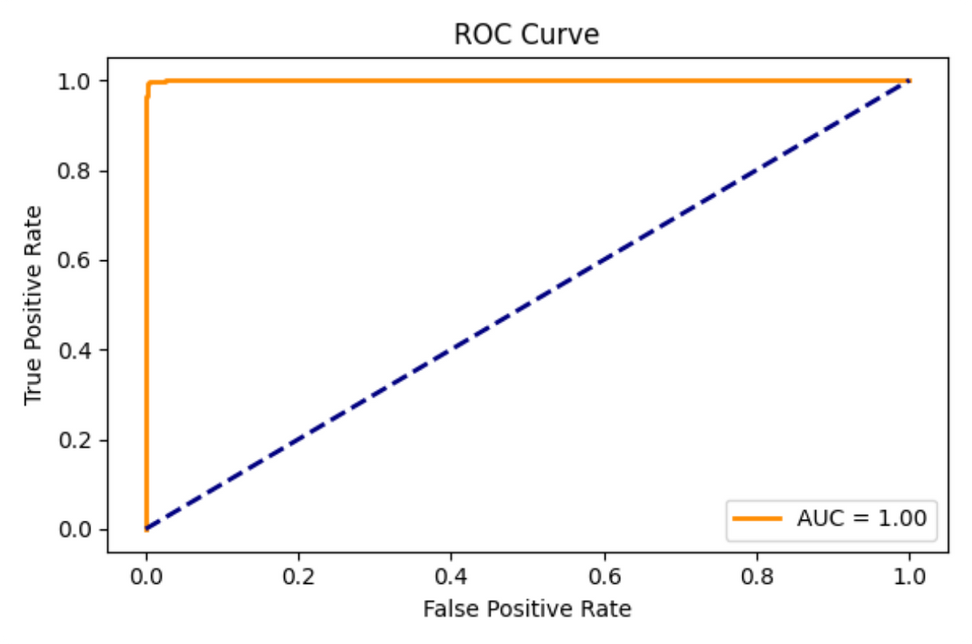 ROC Curve
True Positive Rate
1.0
0.8
0.6
0.4
0.2
0.0
AUC = 1.00
0.0 0.2 0.4 0.6 0.8 1.0
False Positive Rate